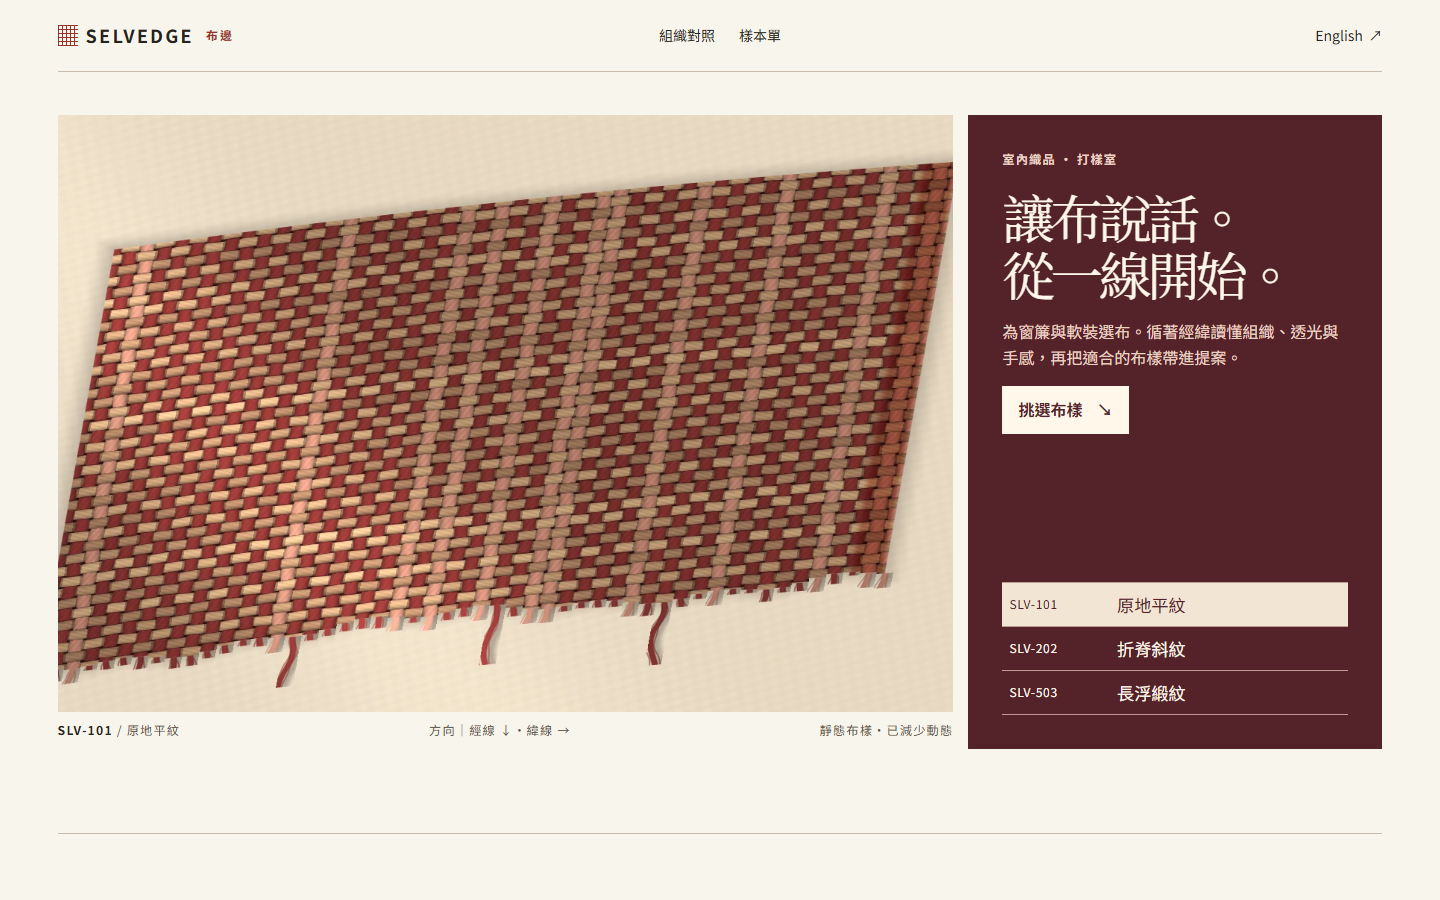 SELVEDGE 布邊
組織對照 樣本單
English ↗
室內織品・打樣室
讓布說話。
從一線開始。
為窗簾與軟裝選布。循著經緯讀懂組織、透光與
手感，再把適合的布樣帶進提案。
挑選布樣 ↘
SLV-101 原地平紋
SLV-202 折脊斜紋
SLV-503 長浮緞紋
SLV-101 / 原地平紋
方向｜經線 ↓・緯線 →
靜態布樣・已減少動態